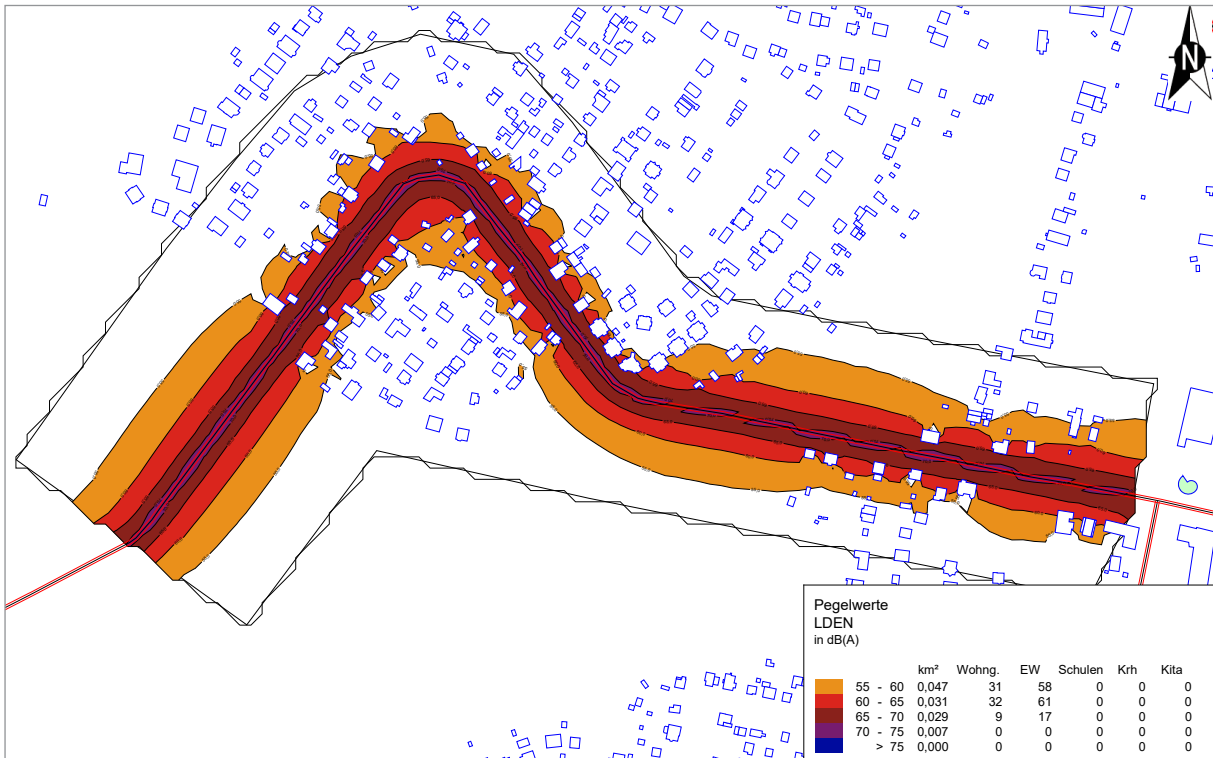 N
Pegelwerte
LDEN
in dB(A)
km² Wohng. EW Schulen Krh Kita
55 - 60 0,047 31 58 0 0 0
60 - 65 0,031 32 61 0 0 0
65 - 70 0,029 9 17 0 0 0
70 - 75 0,007 0 0 0 0 0
> 75 0,000 0 0 0 0 0